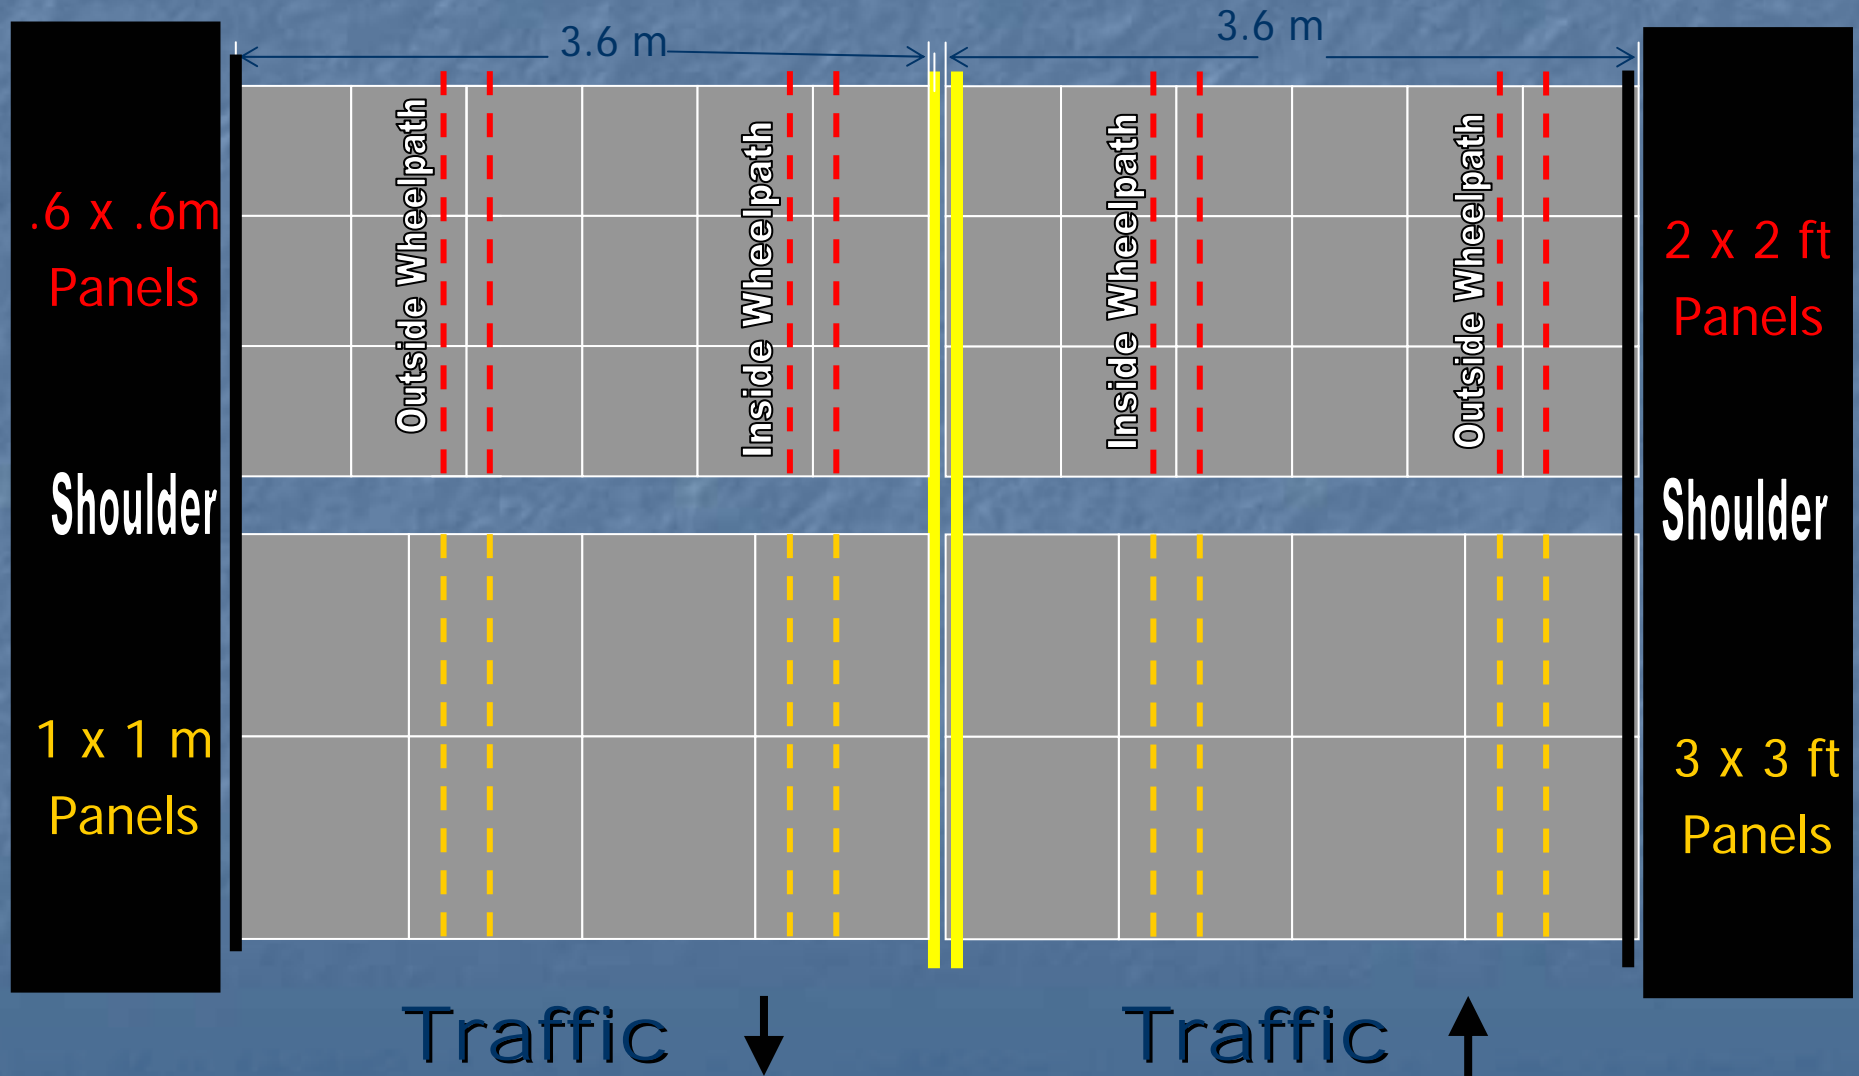 3.6 m
3.6 m
.6 x .6m
Panels
Outside Wheelpath
Inside Wheelpath
Inside Wheelpath
Outside Wheelpath
2 x 2 ft
Panels
Shoulder
Shoulder
1 x 1 m
Panels
3 x 3 ft
Panels
Traffic
Traffic